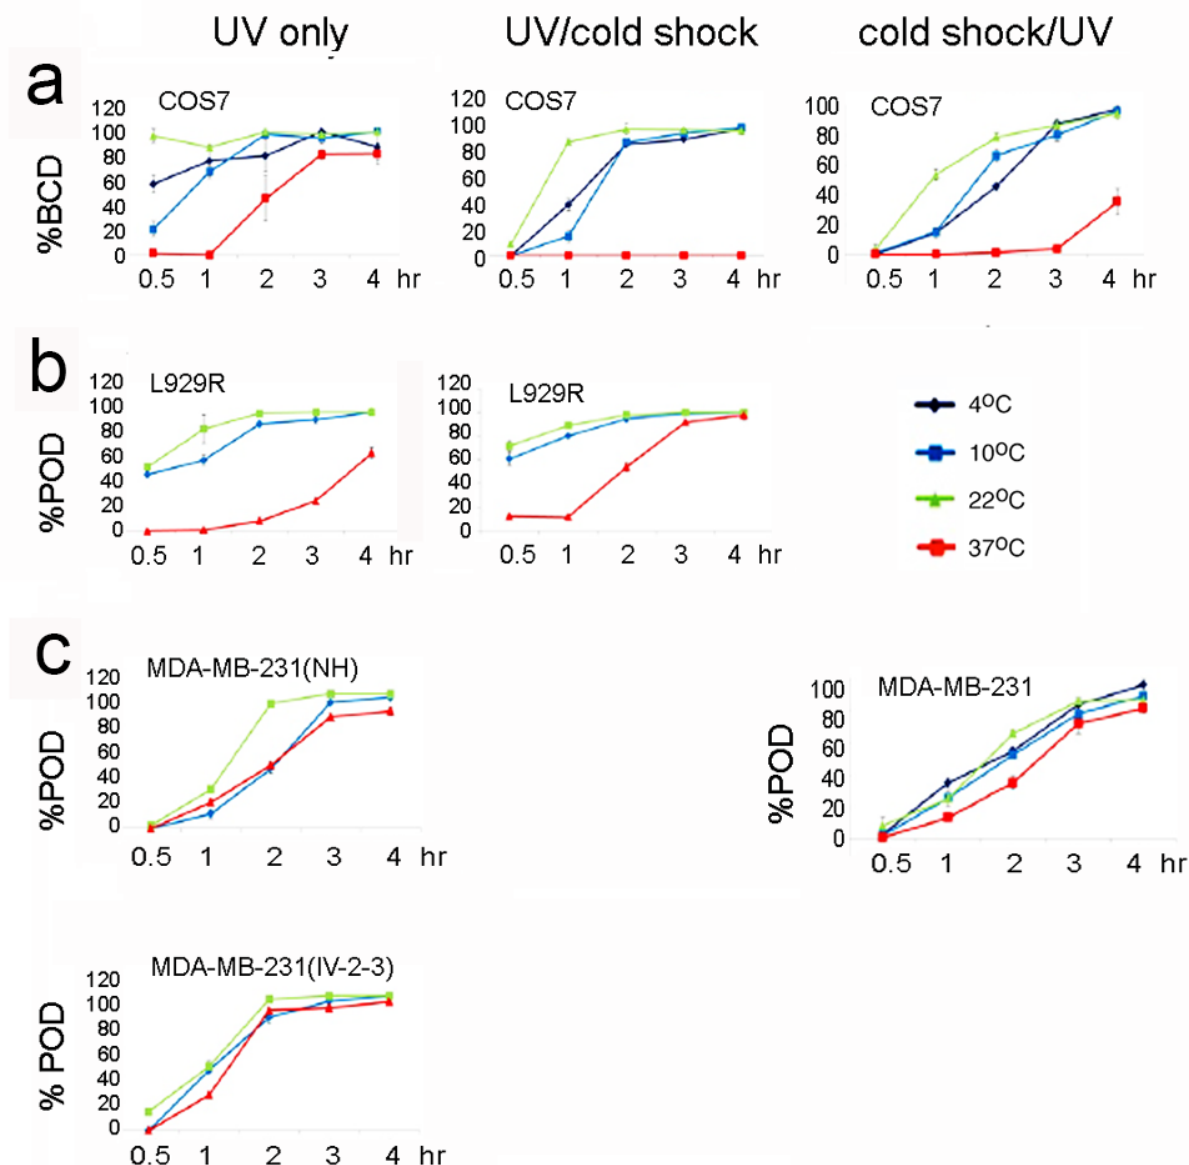 UV only
UV/cold shock
cold shock/UV
a
%BCD
COS7
120
100
80
60
40
20
0
0.5 1 2 3 4 hr
COS7
120
100
80
60
40
20
0
0.5 1 2 3 4 hr
COS7
100
80
60
40
20
0
0.5 1 2 3 4 hr
b
%POD
L929R
120
100
80
60
40
20
0
0.5 1 2 3 4 hr
L929R
120
100
80
60
40
20
0
0.5 1 2 3 4 hr
4⁰C
10⁰C
22⁰C
37⁰C
c
%POD
MDA-MB-231(NH)
120
100
80
60
40
20
0
0.5 1 2 3 4 hr
%POD
MDA-MB-231
100
80
60
40
20
0
0.5 1 2 3 4 hr
% POD
MDA-MB-231(IV-2-3)
120
100
80
60
40
20
0
0.5 1 2 3 4 hr